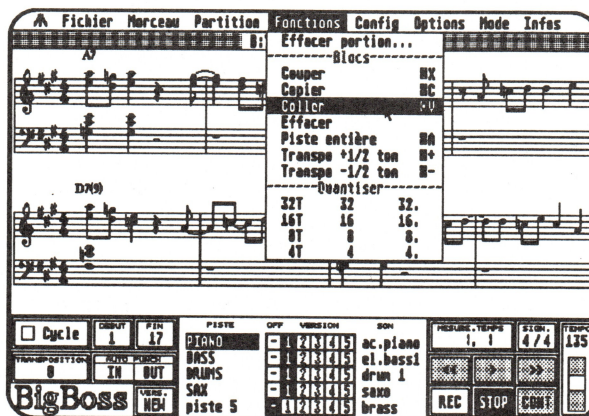 Fichier Morceau Partition Fonctions Config Options Mode Infos
Effacer portion...
Blocs
Couper ⌘X
Copier ⌘C
Coller ⌘V
Effacer
Piste entière ⌘A
Transpo +1/2 ton ⌘+
Transpo -1/2 ton ⌘-
Quantiser
32T 32 32.
16T 16 16.
8T 8 8.
4T 4 4.
A7
D7(9)
Cycle
DEBUT
1
FIN
17
TRANSPOSITION
0
AUTO PUNCH
IN OUT
BigBoss
VERS.
NEW
PISTE OFF VERSION SON
PIANO - 1 2 3 4 5 ac.piano
BASS - 1 2 3 4 5 el.bass1
DRUMS - 1 2 3 4 5 drum 1
SAX - 1 2 3 4 5 saxo
piste 5 - 1 2 3 4 5 brass
MESURE.TEMPS
1, 1
SIGN.
4/4
TEMPO
135
<< > >>
REC STOP CONT